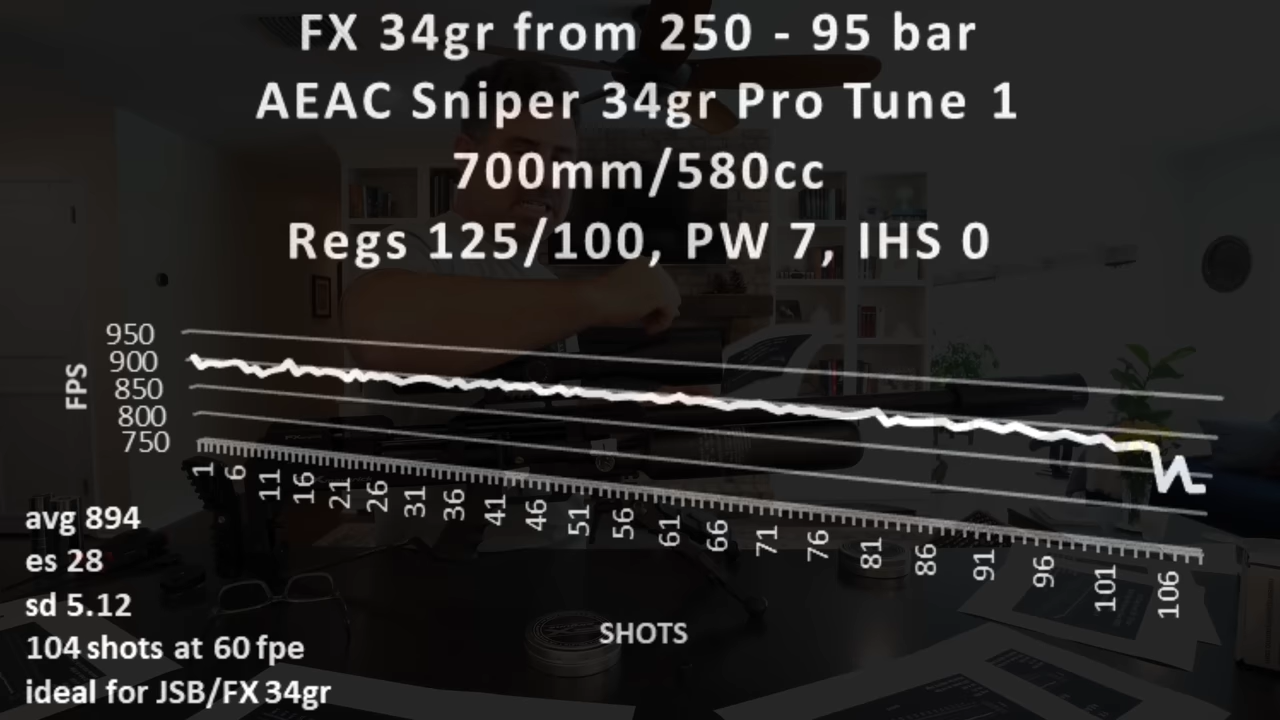 FX 34gr from 250 - 95 bar
AEAC Sniper 34gr Pro Tune 1
700mm/580cc
Regs 125/100, PW 7, IHS 0
950
900
850
800
750
FPS
1 6 11 16 21 26 31 36 41 46 51 56 61 66 71 76 81 86 91 96 101 106
SHOTS
avg 894
es 28
sd 5.12
104 shots at 60 fpe
ideal for JSB/FX 34gr